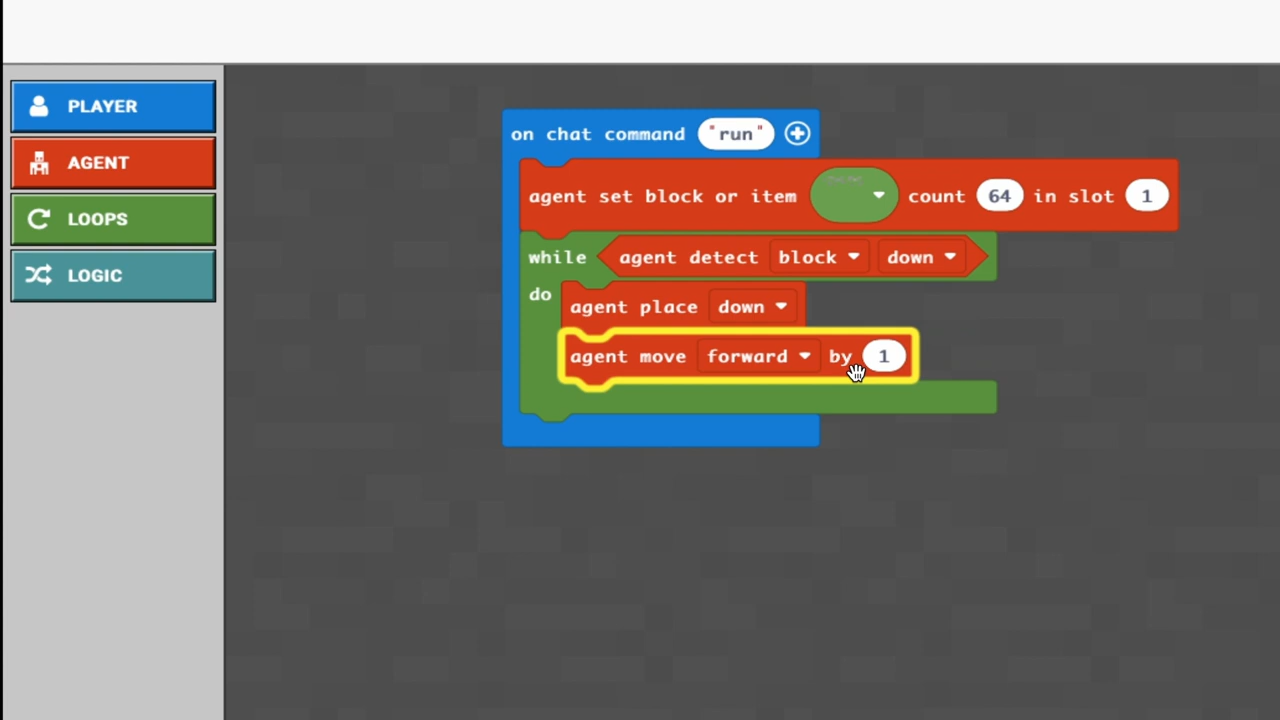 PLAYER
AGENT
LOOPS
LOGIC
on chat command "run"
agent set block or item count 64 in slot 1
while agent detect block down
do
agent place down
agent move forward by 1